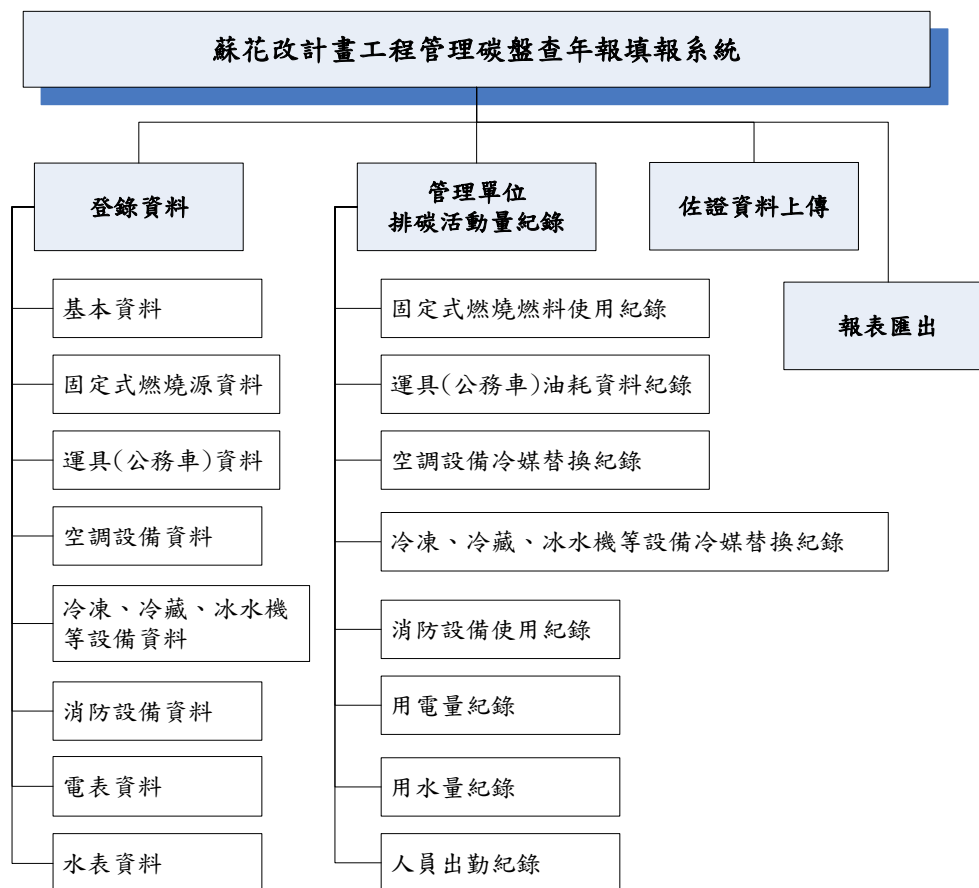 蘇花改計畫工程管理碳盤查年報填報系統
登錄資料
基本資料
固定式燃燒源資料
運具(公務車)資料
空調設備資料
冷凍、冷藏、冰水機
等設備資料
消防設備資料
電表資料
水表資料
管理單位
排碳活動量紀錄
固定式燃燒燃料使用紀錄
運具(公務車)油耗資料紀錄
空調設備冷媒替換紀錄
冷凍、冷藏、冰水機等設備冷媒替換紀錄
消防設備使用紀錄
用電量紀錄
用水量紀錄
人員出勤紀錄
佐證資料上傳
報表匯出